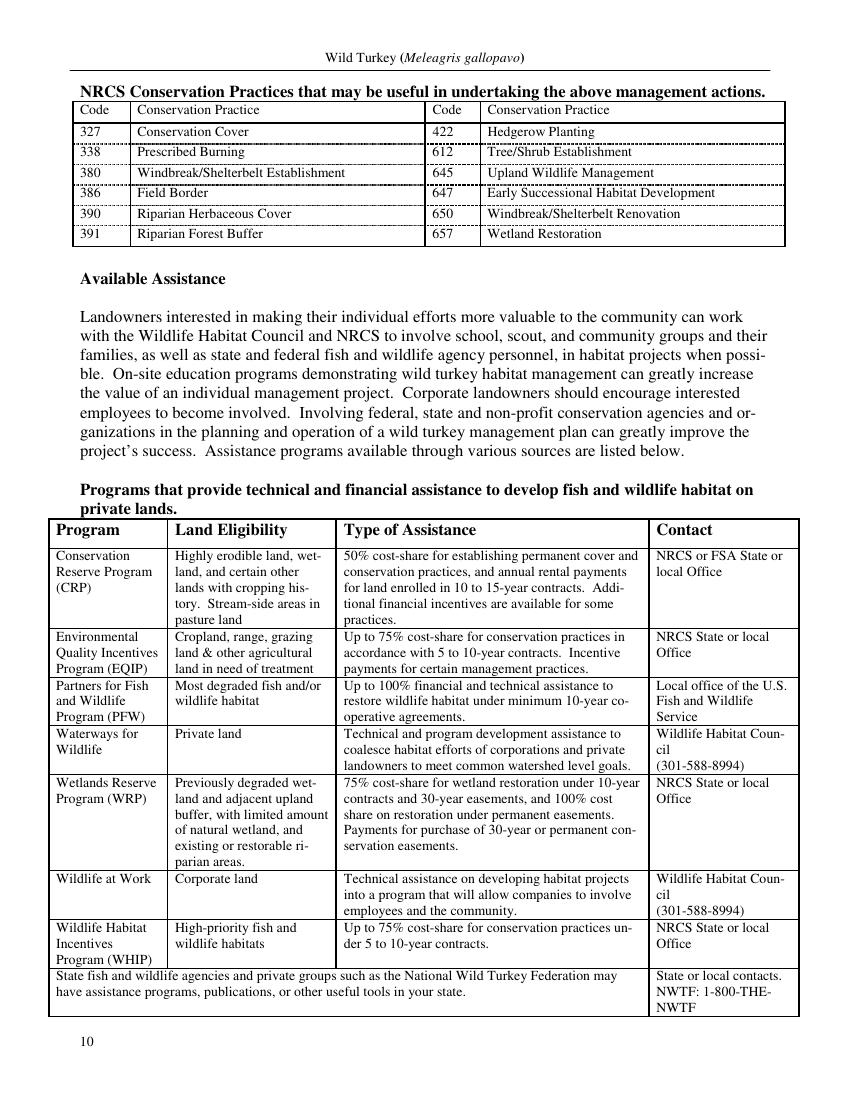 Wild Turkey (Meleagris gallopavo)
NRCS Conservation Practices that may be useful in undertaking the above management actions.
Code Conservation Practice Code Conservation Practice
327 Conservation Cover 422 Hedgerow Planting
338 Prescribed Burning 612 Tree/Shrub Establishment
380 Windbreak/Shelterbelt Establishment 645 Upland Wildlife Management
386 Field Border 647 Early Successional Habitat Development
390 Riparian Herbaceous Cover 650 Windbreak/Shelterbelt Renovation
391 Riparian Forest Buffer 657 Wetland Restoration
Available Assistance
Landowners interested in making their individual efforts more valuable to the community can work
with the Wildlife Habitat Council and NRCS to involve school, scout, and community groups and their
families, as well as state and federal fish and wildlife agency personnel, in habitat projects when possi-
ble. On-site education programs demonstrating wild turkey habitat management can greatly increase
the value of an individual management project. Corporate landowners should encourage interested
employees to become involved. Involving federal, state and non-profit conservation agencies and or-
ganizations in the planning and operation of a wild turkey management plan can greatly improve the
project's success. Assistance programs available through various sources are listed below.
Programs that provide technical and financial assistance to develop fish and wildlife habitat on
private lands.
Program Land Eligibility Type of Assistance Contact
Conservation Highly erodible land, wet- 50% cost-share for establishing permanent cover and NRCS or FSA State or
Reserve Program land, and certain other conservation practices, and annual rental payments local Office
(CRP) lands with cropping his- for land enrolled in 10 to 15-year contracts. Addi-
tory. Stream-side areas in tional financial incentives are available for some
pasture land practices.
Environmental Cropland, range, grazing Up to 75% cost-share for conservation practices in NRCS State or local
Quality Incentives land & other agricultural accordance with 5 to 10-year contracts. Incentive Office
Program (EQIP) land in need of treatment payments for certain management practices.
Partners for Fish Most degraded fish and/or Up to 100% financial and technical assistance to Local office of the U.S.
and Wildlife wildlife habitat restore wildlife habitat under minimum 10-year co- Fish and Wildlife
Program (PFW) operative agreements. Service
Waterways for Private land Technical and program development assistance to Wildlife Habitat Coun-
Wildlife coalesce habitat efforts of corporations and private cil
landowners to meet common watershed level goals. (301-588-8994)
Wetlands Reserve Previously degraded wet- 75% cost-share for wetland restoration under 10-year NRCS State or local
Program (WRP) land and adjacent upland contracts and 30-year easements, and 100% cost Office
buffer, with limited amount share on restoration under permanent easements.
of natural wetland, and Payments for purchase of 30-year or permanent con-
existing or restorable ri- servation easements.
parian areas.
Wildlife at Work Corporate land Technical assistance on developing habitat projects Wildlife Habitat Coun-
into a program that will allow companies to involve cil
employees and the community. (301-588-8994)
Wildlife Habitat High-priority fish and Up to 75% cost-share for conservation practices un- NRCS State or local
Incentives wildlife habitats der 5 to 10-year contracts. Office
Program (WHIP)
State fish and wildlife agencies and private groups such as the National Wild Turkey Federation may State or local contacts.
have assistance programs, publications, or other useful tools in your state. NWTF: 1-800-THE-
NWTF
10